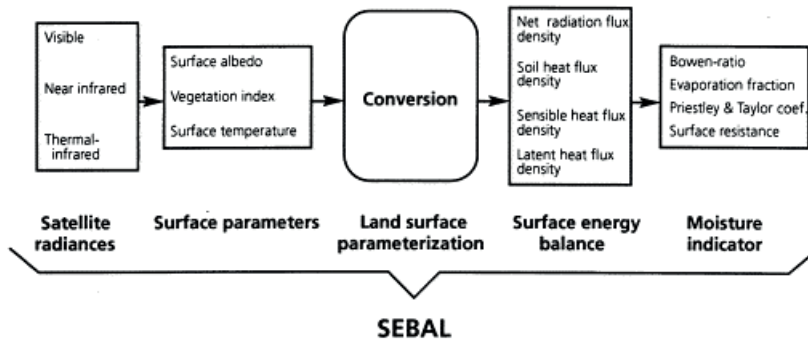 Visible
Near infrared
Thermal-
infrared
Surface albedo
Vegetation index
Surface temperature
Conversion
Net radiation flux
density
Soil heat flux
density
Sensible heat flux
density
Latent heat flux
density
Bowen-ratio
Evaporation fraction
Priestley & Taylor coef.
Surface resistance
Satellite
radiances
Surface parameters
Land surface
parameterization
Surface energy
balance
Moisture
indicator
SEBAL